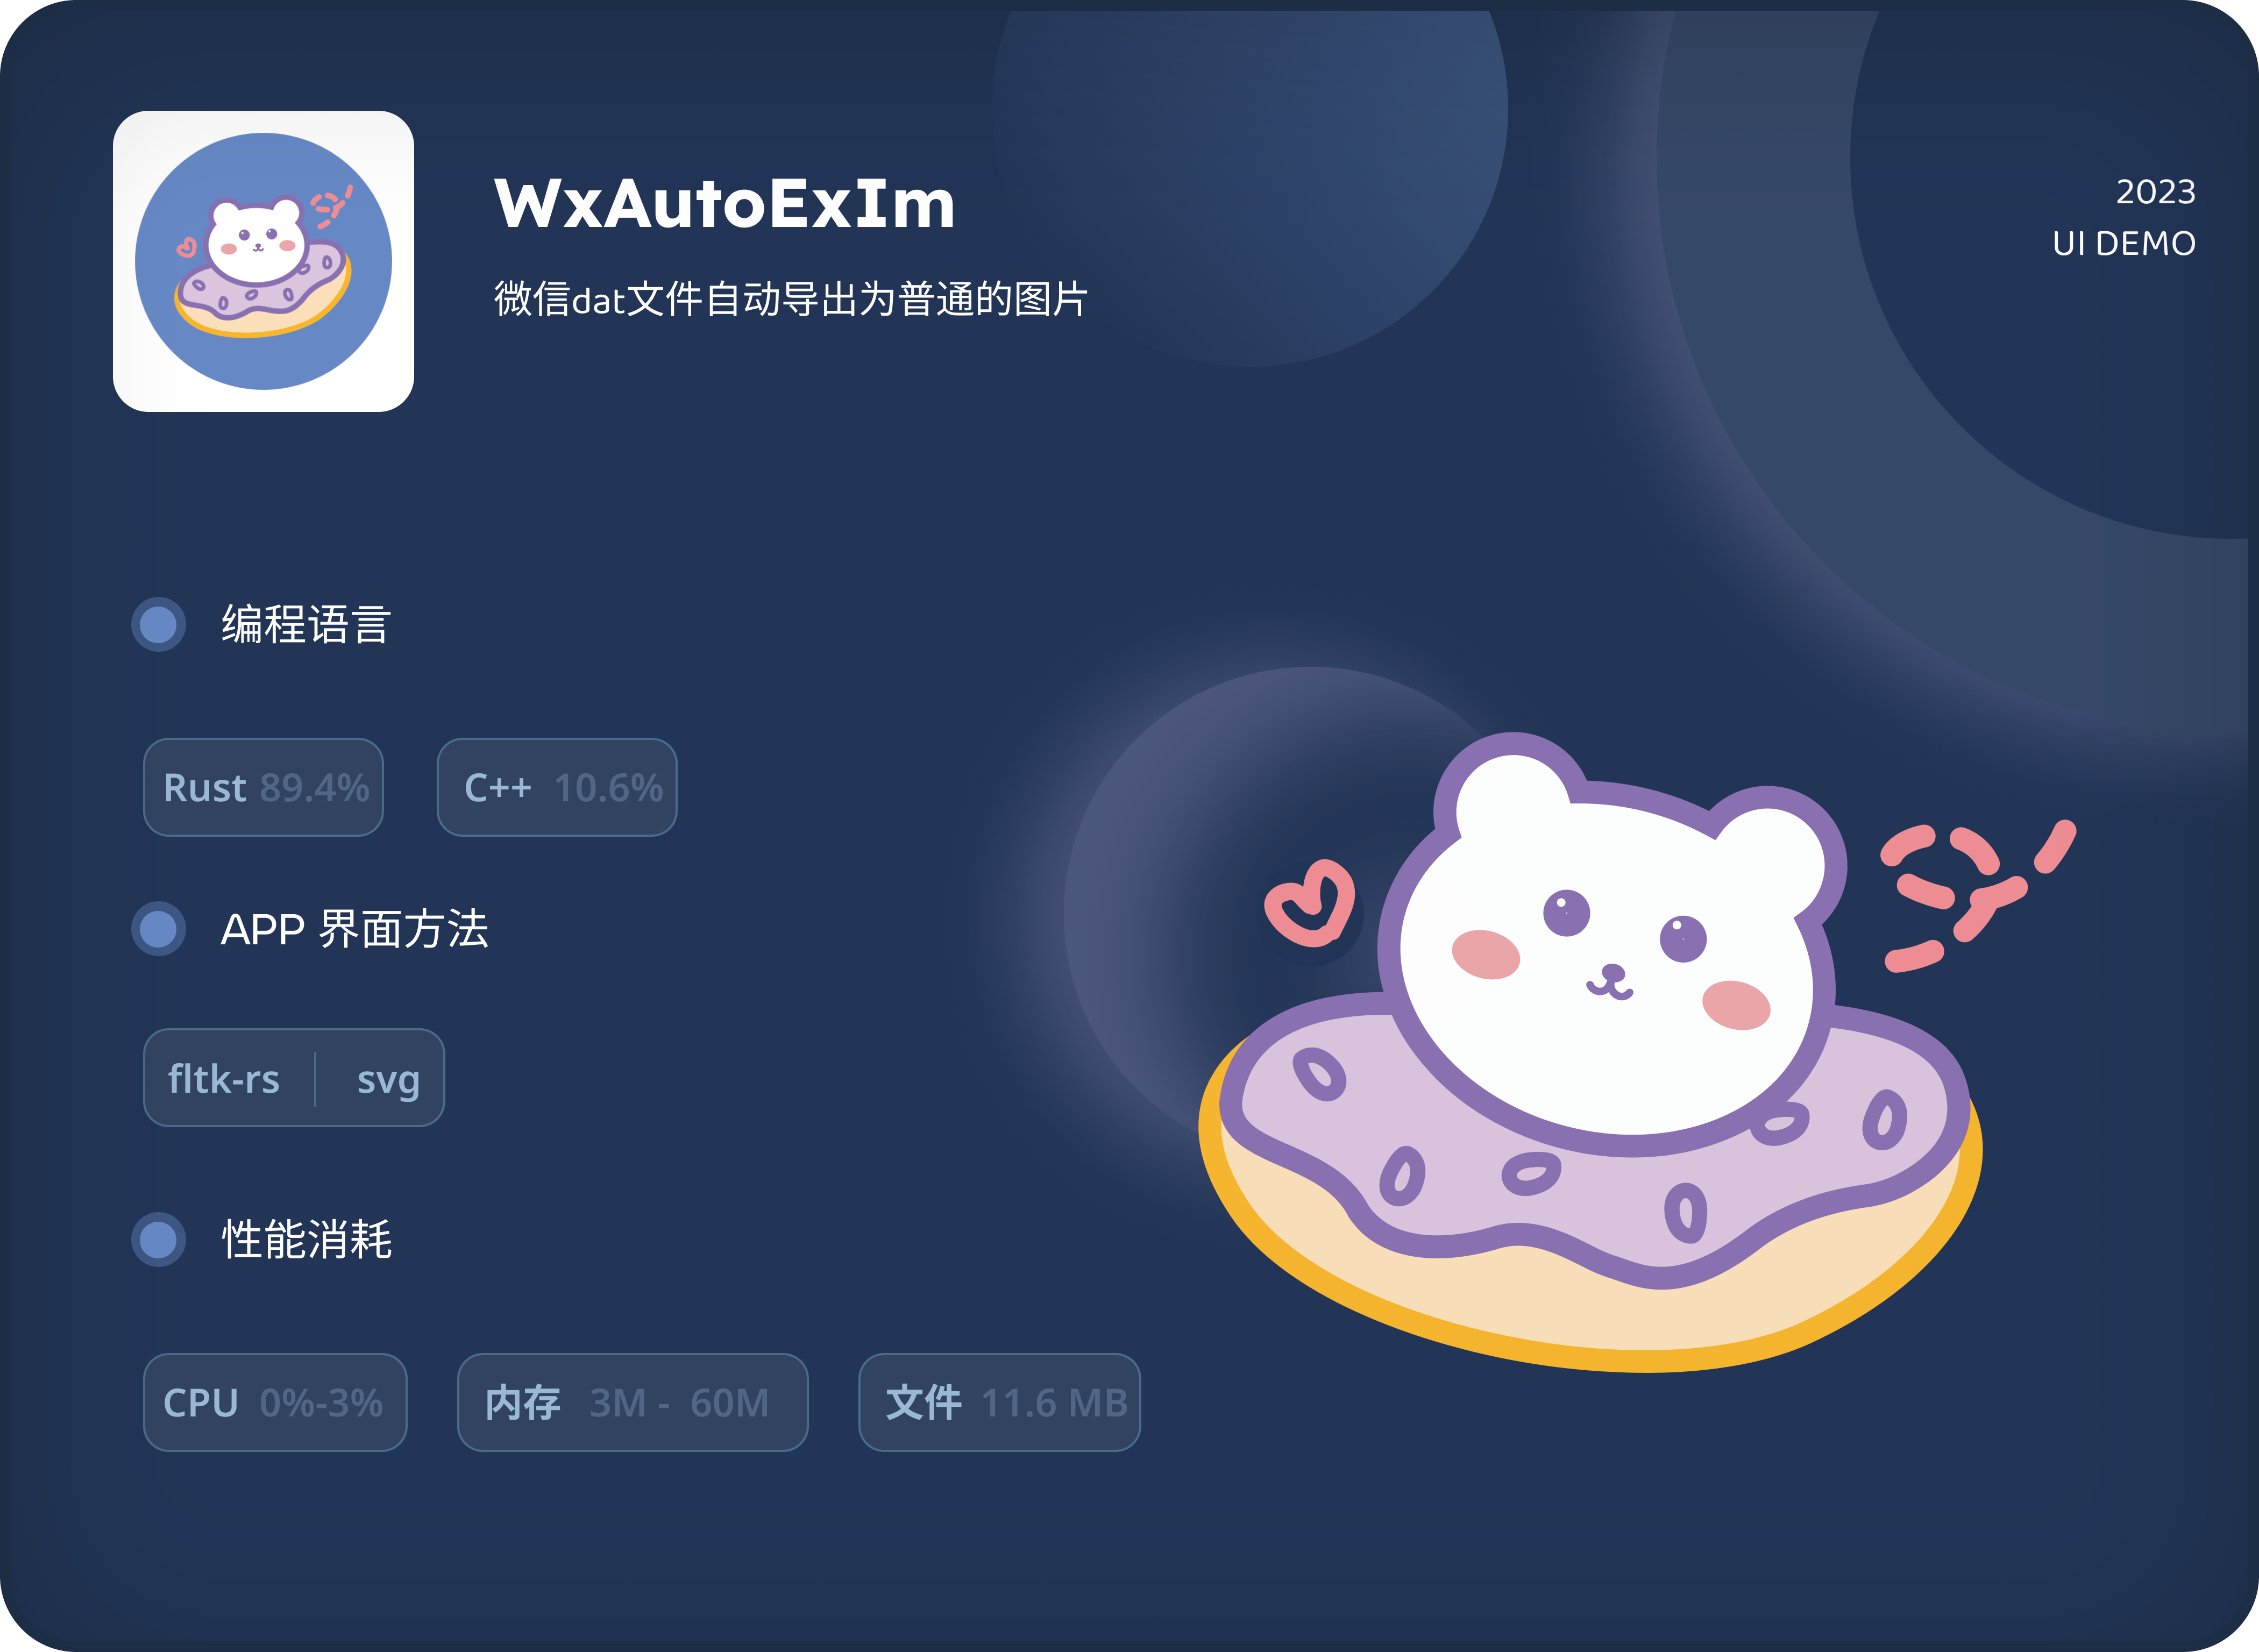 WxAutoExIm
微信dat文件自动导出为普通的图片
2023
UI DEMO
编程语言
Rust 89.4% C++ 10.6%
APP 界面方法
fltk-rs svg
性能消耗
CPU 0%-3% 内存 3M - 60M 文件 11.6 MB